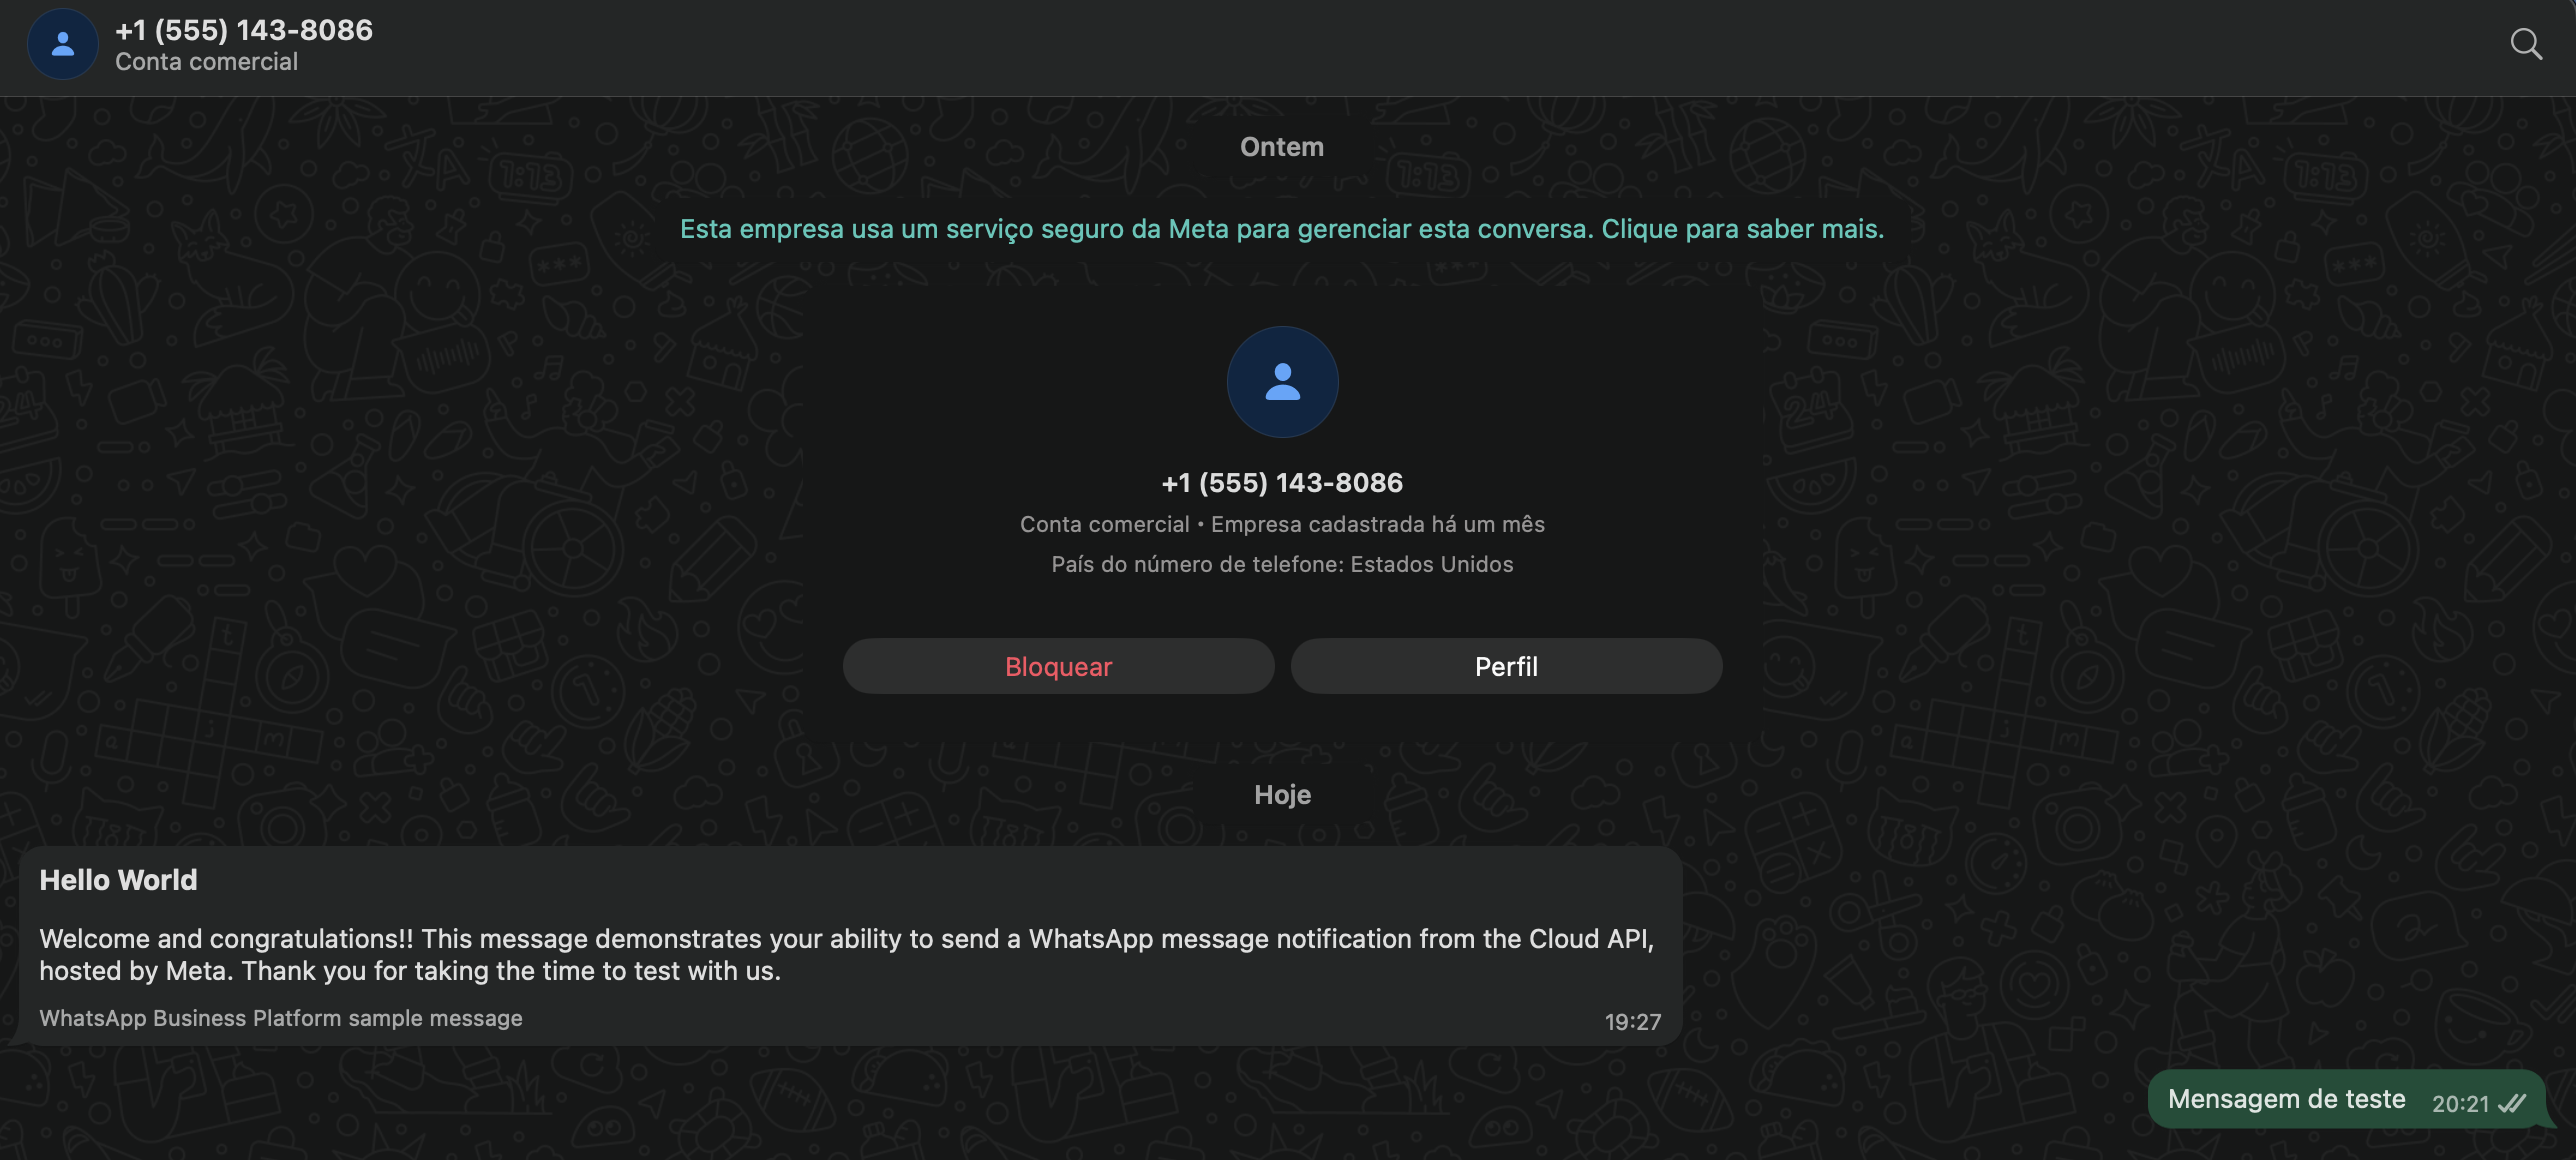 +1 (555) 143-8086
Conta comercial
Ontem
Esta empresa usa um serviço seguro da Meta para gerenciar esta conversa. Clique para saber mais.
+1 (555) 143-8086
Conta comercial • Empresa cadastrada há um mês
País do número de telefone: Estados Unidos
Bloquear
Perfil
Hoje
Hello World
Welcome and congratulations!! This message demonstrates your ability to send a WhatsApp message notification from the Cloud API,
hosted by Meta. Thank you for taking the time to test with us.
WhatsApp Business Platform sample message
19:27
Mensagem de teste 20:21